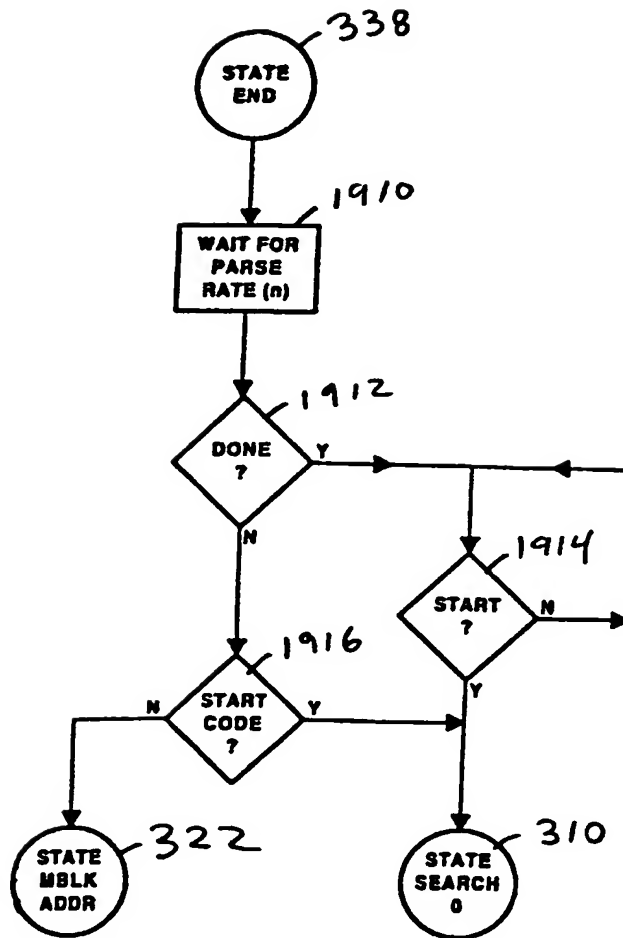 338
STATE
END
1910
WAIT FOR
PARSE
RATE (n)
1912
DONE
?
Y
N
1914
START
?
N
Y
1916
START
CODE
?
N
Y
322
STATE
MBLK
ADDR
310
STATE
SEARCH
0